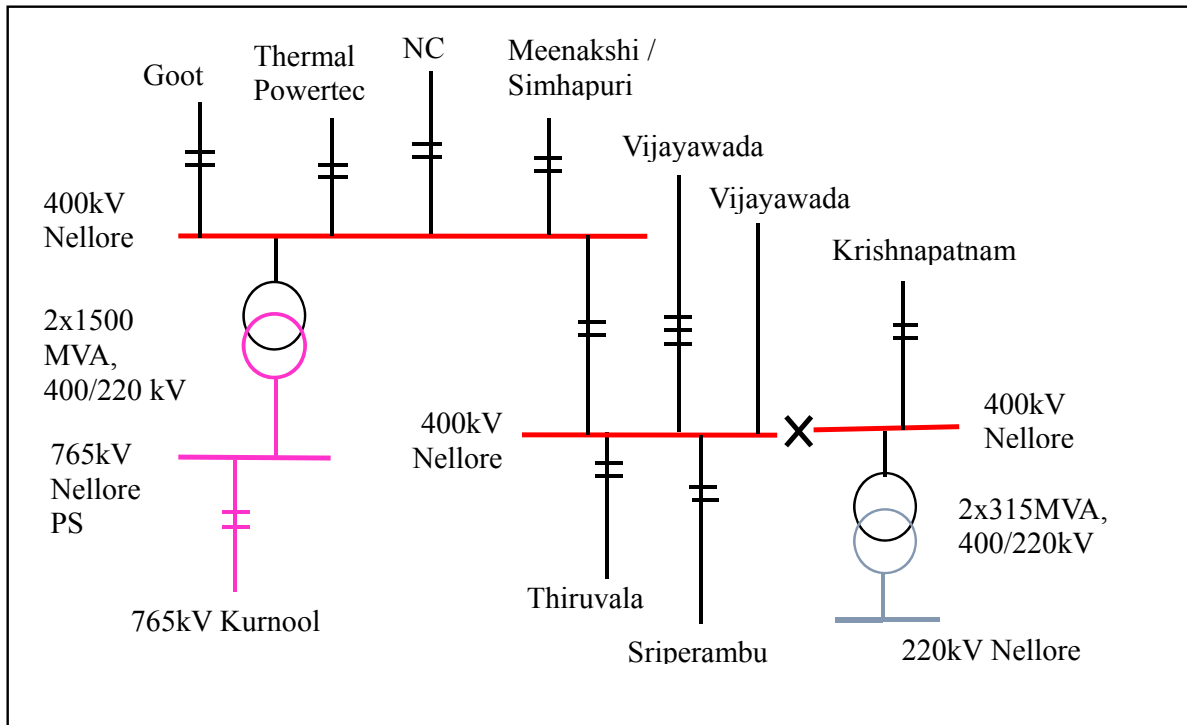 Goot
Thermal
Powertec
NC
Meenakshi /
Simhapuri
Vijayawada
Vijayawada
Krishnapatnam
400kV
Nellore
2x1500
MVA,
400/220 kV
765kV
Nellore
PS
765kV Kurnool
400kV
Nellore
Thiruvala
Sriperambu
400kV
Nellore
2x315MVA,
400/220kV
220kV Nellore